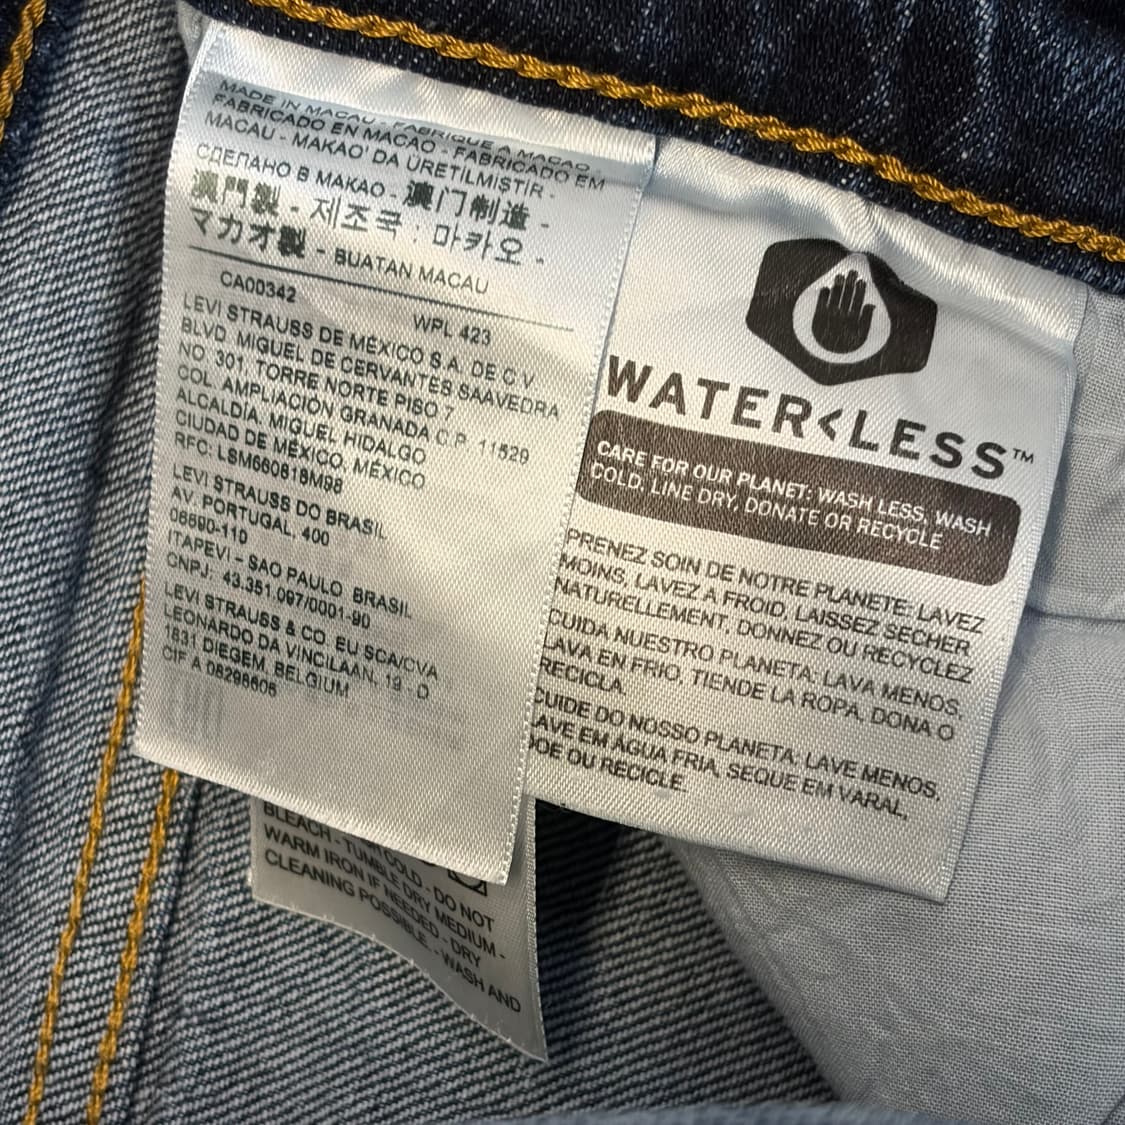 MADE IN MACAU - FABRIQUE A MACAO -
FABRICADO EN MACAO - FABRICADO EM
MACAU - MAKAO' DA ÜRETİLMİŞTİR -
СДЕЛАНО В МАКАО - 澳门制造 -
澳門製 - 제조국 : 마카오 -
マカオ製 - BUATAN MACAU
CA00342 WPL 423
LEVI STRAUSS DE MÉXICO S.A. DE C.V.
BLVD. MIGUEL DE CERVANTES SAAVEDRA
NO. 301, TORRE NORTE PISO 7
COL. AMPLIACIÓN GRANADA C.P. 11529
ALCALDÍA, MIGUEL HIDALGO
CIUDAD DE MÉXICO, MÉXICO
RFC: LSM660618M98
LEVI STRAUSS DO BRASIL
AV. PORTUGAL, 400
06690-110
ITAPEVI - SAO PAULO BRASIL
CNPJ: 43.351.097/0001-90
LEVI STRAUSS & CO. EU SCA/CVA
LEONARDO DA VINCILAAN, 19 - D
1831 DIEGEM, BELGIUM
CIF A 08298606
WATER<LESS™
CARE FOR OUR PLANET: WASH LESS, WASH
COLD, LINE DRY, DONATE OR RECYCLE
PRENEZ SOIN DE NOTRE PLANETE: LAVEZ
MOINS, LAVEZ A FROID, LAISSEZ SECHER
NATURELLEMENT, DONNEZ OU RECYCLEZ
CUIDA NUESTRO PLANETA: LAVA MENOS,
LAVA EN FRIO, TIENDE LA ROPA, DONA O
RECICLA.
CUIDE DO NOSSO PLANETA: LAVE MENOS,
LAVE EM ÁGUA FRIA, SEQUE EM VARAL,
DOE OU RECICLE.
COLD - DO NOT
BLEACH - TUMBLE DRY MEDIUM -
WARM IRON IF NEEDED - DRY
CLEANING POSSIBLE. - WASH AND